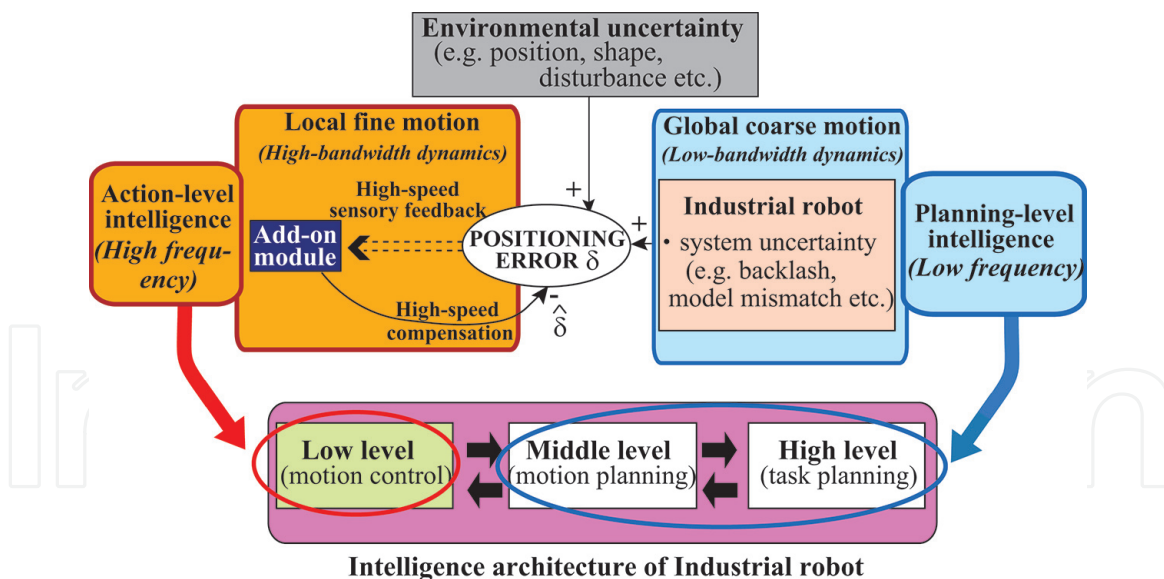 Environmental uncertainty
(e.g. position, shape,
disturbance etc.)
Local fine motion
(High-bandwidth dynamics)
Global coarse motion
(Low-bandwidth dynamics)
Action-level
intelligence
(High frequ-
ency)
High-speed
sensory feedback
Add-on
module
High-speed
compensation
+
+
POSITIONING
ERROR δ
-
δ̂
Industrial robot
· system uncertainty
(e.g. backlash,
model mismatch etc.)
Planning-level
intelligence
(Low frequency)
Low level
(motion control)
Middle level
(motion planning)
High level
(task planning)
Intelligence architecture of Industrial robot